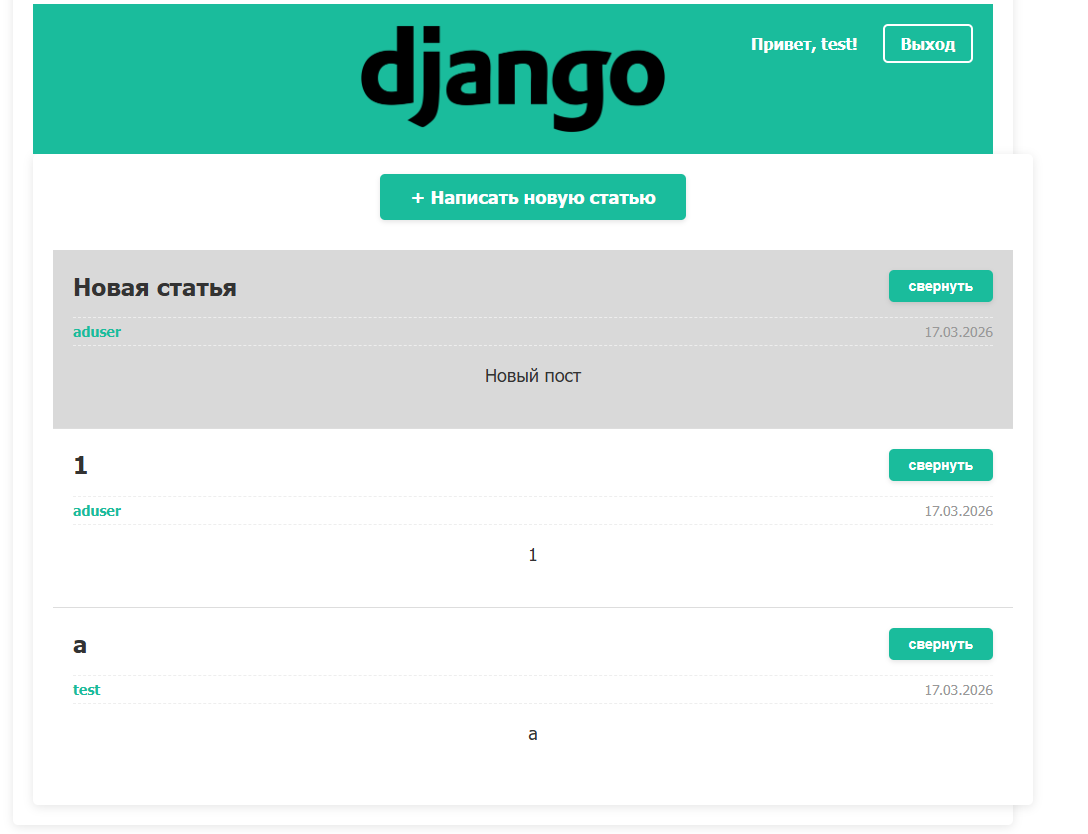 django
Привет, test!
Выход
+ Написать новую статью
Новая статья
свернуть
aduser
17.03.2026
Новый пост
1
свернуть
aduser
17.03.2026
1
a
свернуть
test
17.03.2026
a